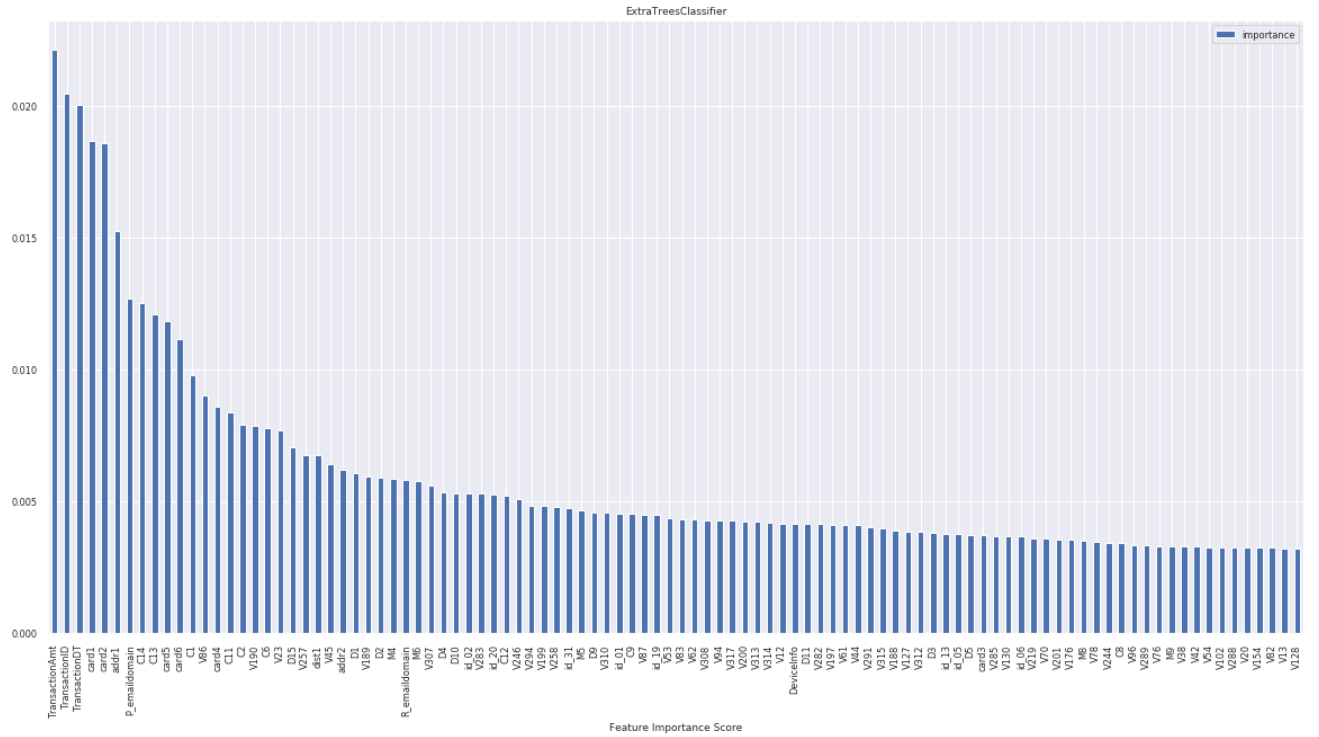 ExtraTreesClassifier
importance
0.020
0.015
0.010
0.005
0.000
TransactionAmt
TransactionID
TransactionDT
card1
card2
addr1
P_emaildomain
C14
C13
card5
card6
C1
V86
card4
C11
C2
V190
C6
V23
D15
V257
dist1
V45
addr2
D1
V189
D2
M4
R_emaildomain
M6
V307
D4
D10
id_02
V283
id_20
C12
V246
V294
V199
V258
id_31
M5
D9
V310
id_01
C9
V87
id_19
V53
V83
V62
V308
V94
V317
V200
V313
V314
V12
DeviceInfo
D11
V282
V197
V61
V44
V291
V315
V188
V127
V312
D3
id_13
id_05
D5
card3
V285
V130
id_06
V219
V70
V201
V176
M8
V78
V244
C8
V96
V289
V76
M9
V38
V42
V54
V102
V288
V20
V154
V82
V13
V128
Feature Importance Score